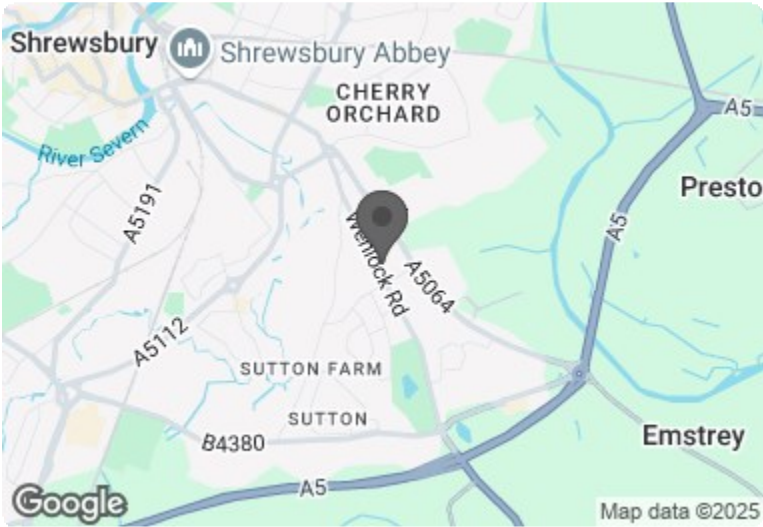 Shrewsbury
Shrewsbury Abbey
CHERRY
ORCHARD
A5
River Severn
Presto
A5191
A5
Wenlock Rd
A5064
A5112
SUTTON FARM
SUTTON
B4380
Emstrey
A5
Google
Map data ©2025